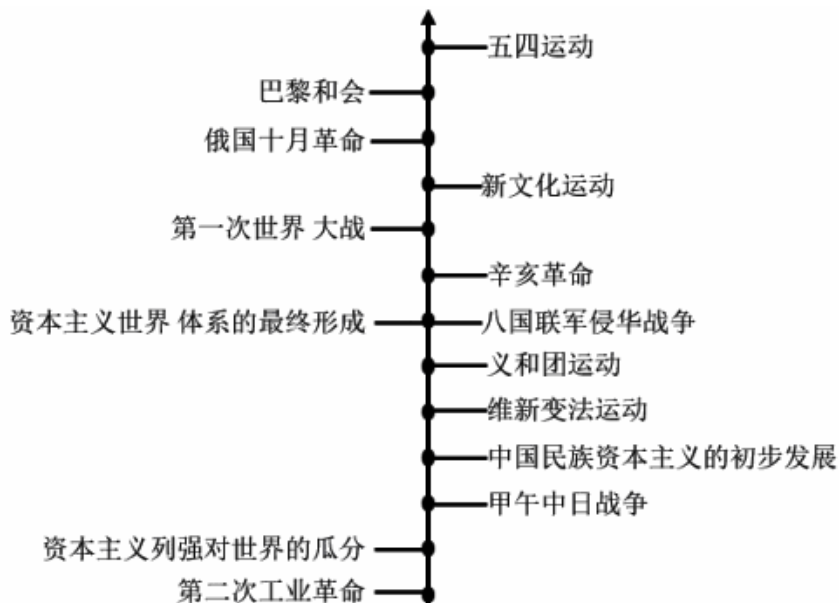 五四运动
巴黎和会
俄国十月革命
新文化运动
第一次世界 大战
辛亥革命
资本主义世界 体系的最终形成
八国联军侵华战争
义和团运动
维新变法运动
中国民族资本主义的初步发展
甲午中日战争
资本主义列强对世界的瓜分
第二次工业革命